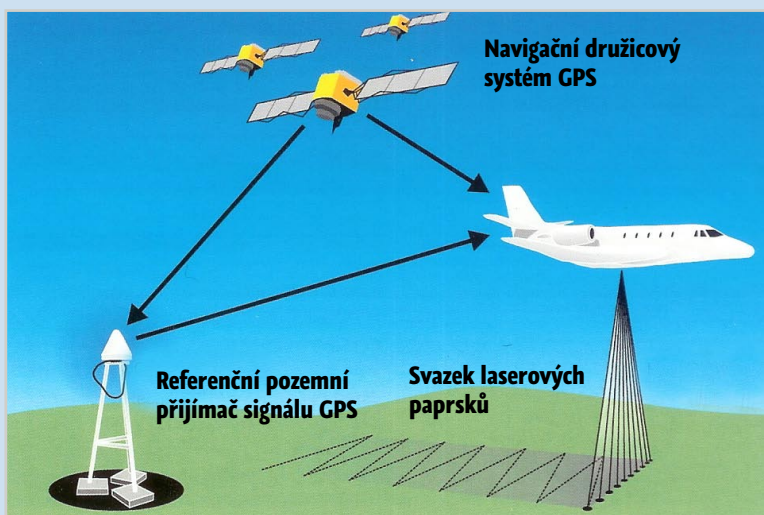 Navigační družicový
systém GPS
Referenční pozemní
přijímač signálu GPS
Svazek laserových
paprsků